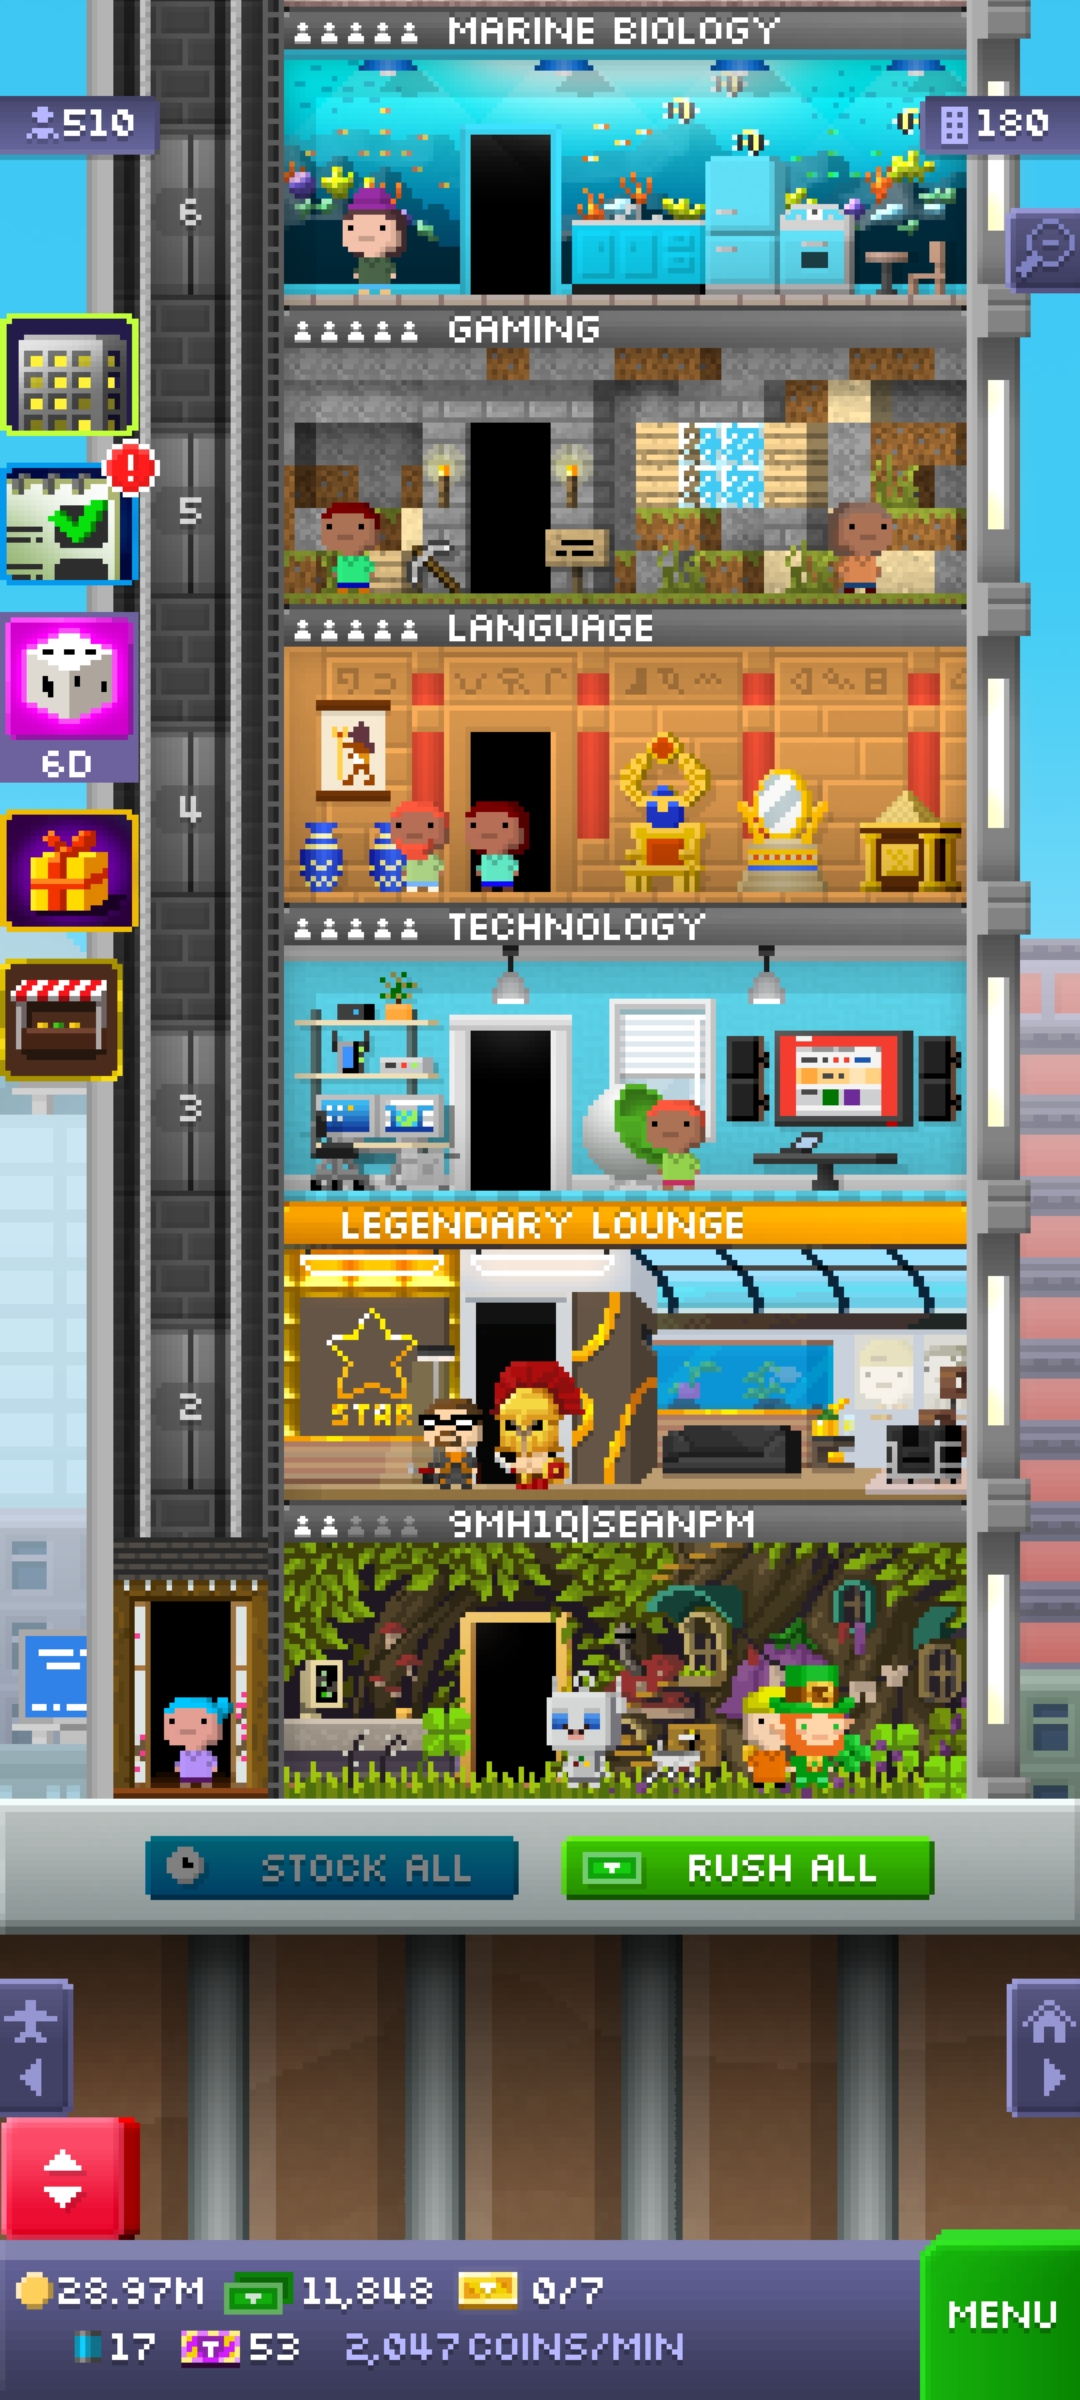 MARINE BIOLOGY
510
180
6
GAMING
5
LANGUAGE
6D
4
TECHNOLOGY
3
LEGENDARY LOUNGE
STAR
2
9MH1Q|SEANPM
STOCK ALL
RUSH ALL
28.97M
11,848
0/7
MENU
17
53
2,047 COINS/MIN